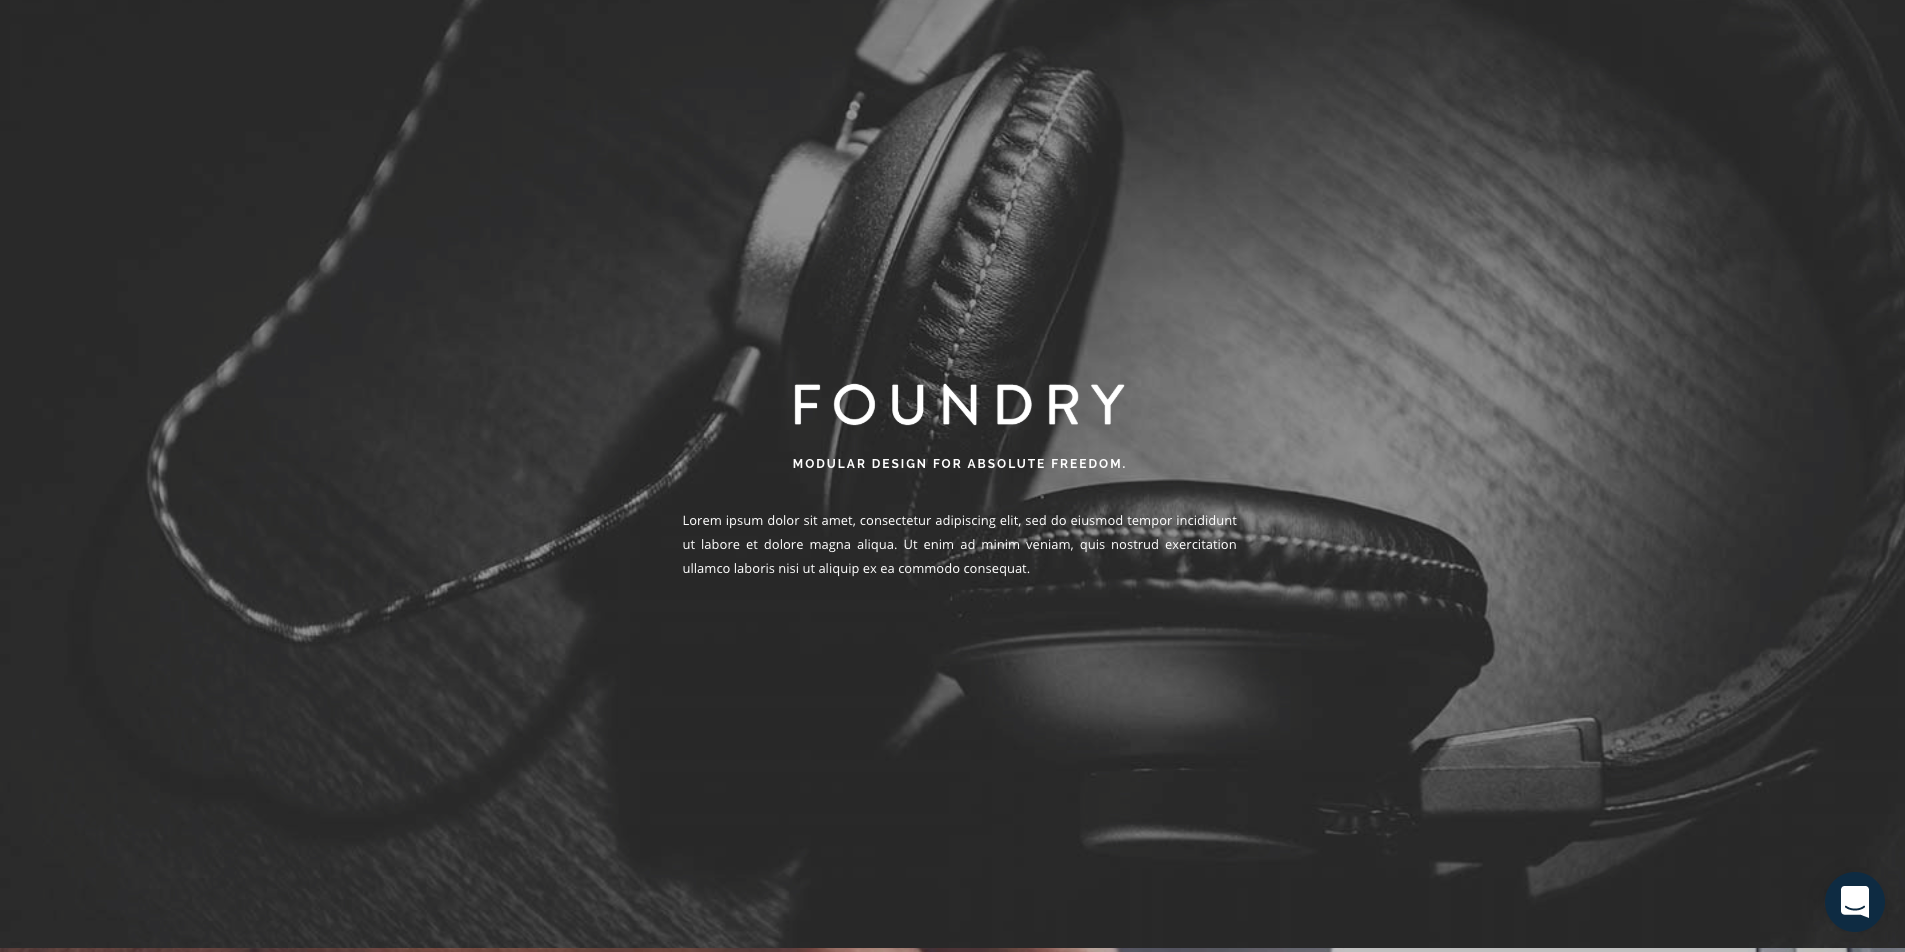 FOUNDRY
MODULAR DESIGN FOR ABSOLUTE FREEDOM.
Lorem ipsum dolor sit amet, consectetur adipiscing elit, sed do eiusmod tempor incididunt
ut labore et dolore magna aliqua. Ut enim ad minim veniam, quis nostrud exercitation
ullamco laboris nisi ut aliquip ex ea commodo consequat.